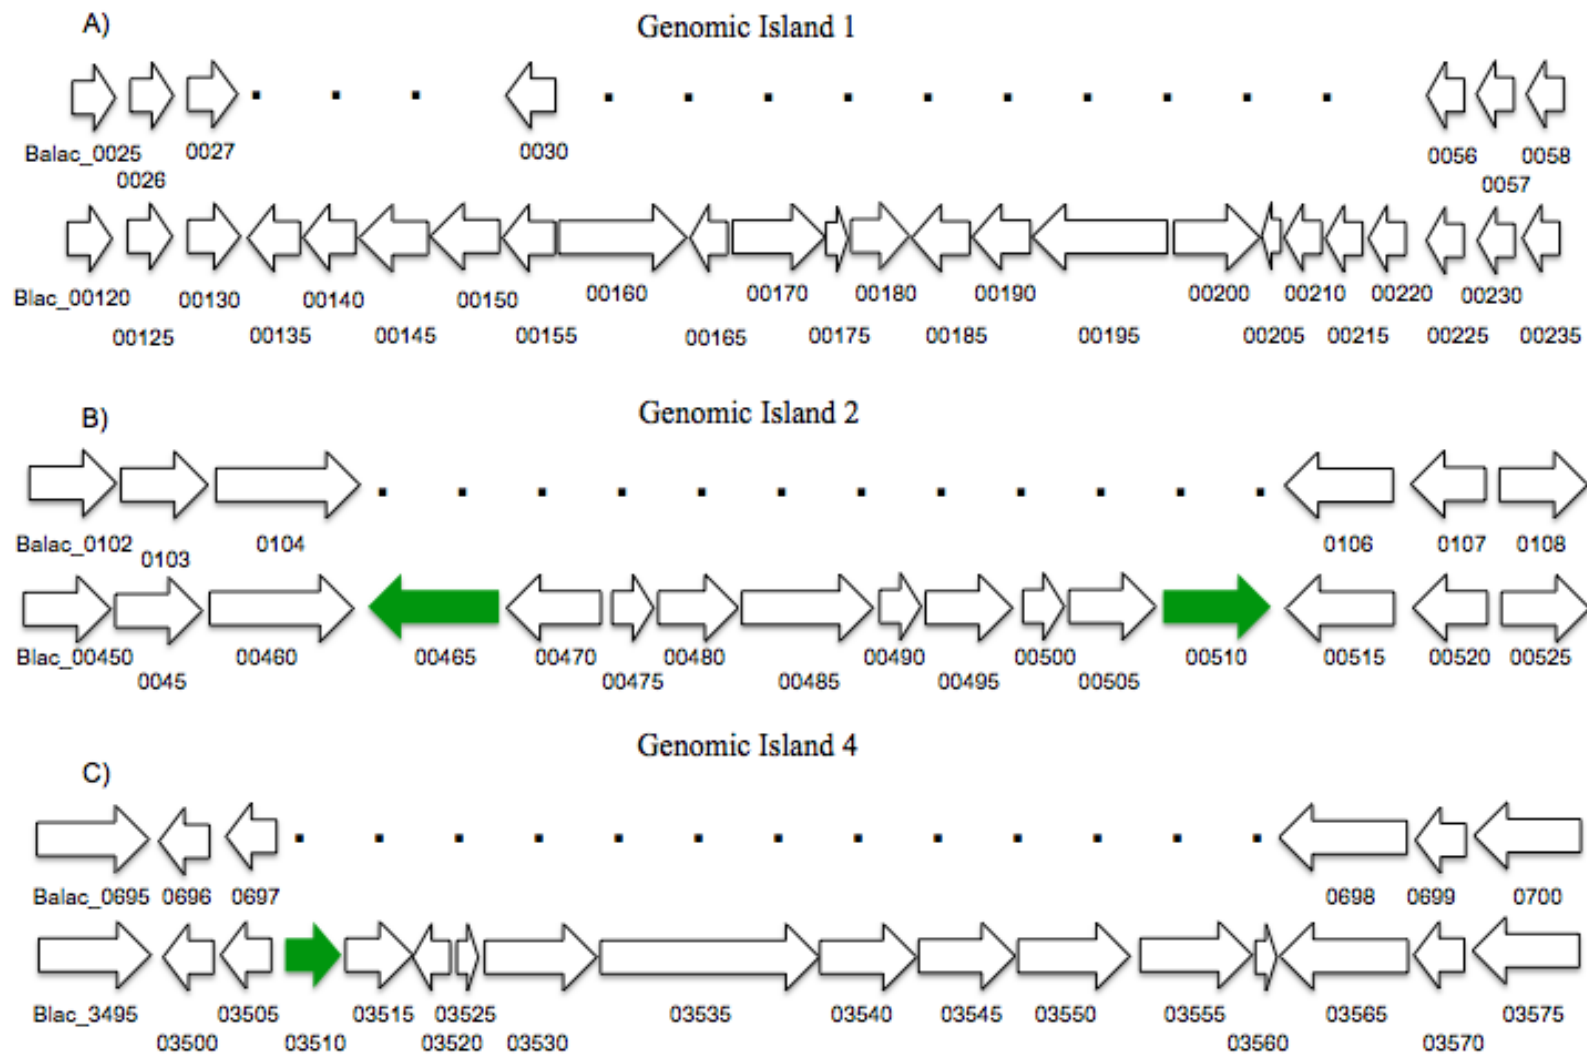 A)
Genomic Island 1
Balac_0025 0027 0030 0056 0058
0026 0057
Blac_00120 00130 00140 00150 00160 00170 00180 00190 00200 00210 00220 00230
00125 00135 00145 00155 00165 00175 00185 00195 00205 00215 00225 00235
B)
Genomic Island 2
Balac_0102 0104 0106 0107 0108
0103
Blac_00450 00460 00465 00470 00480 00490 00500 00510 00515 00520 00525
0045 00475 00485 00495 00505
Genomic Island 4
C)
Balac_0695 0696 0697 0698 0699 0700
Blac_3495 03505 03515 03525 03535 03540 03545 03550 03555 03565 03575
03500 03510 03520 03530 03560 03570